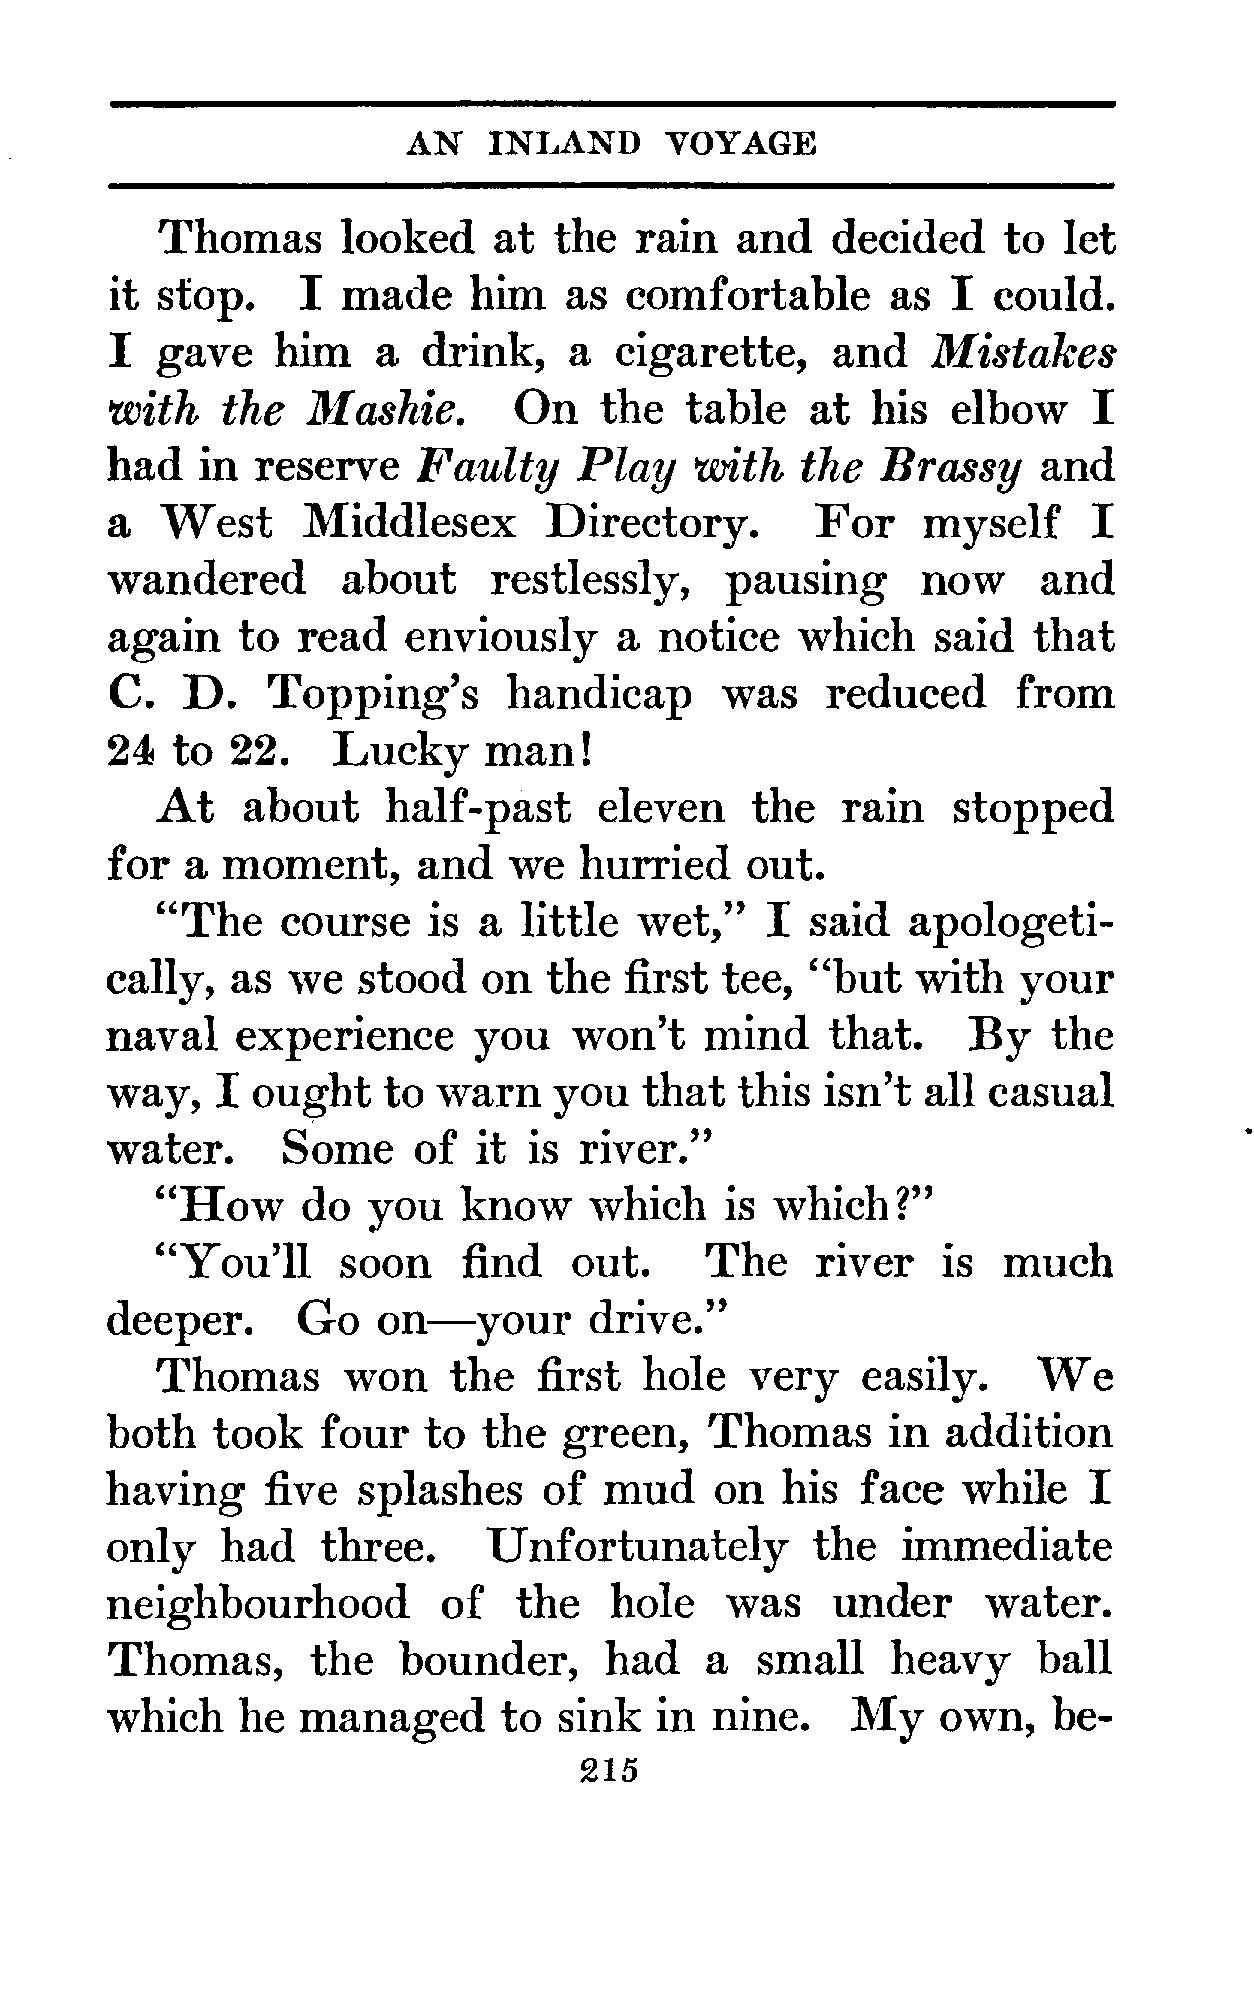 AN INLAND VOYAGE
Thomas looked at the rain and decided to let
it stop. I made him as comfortable as I could.
I gave him a drink, a cigarette, and Mistakes
with the Mashie. On the table at his elbow I
had in reserve Faulty Play with the Brassy and
a West Middlesex Directory. For myself I
wandered about restlessly, pausing now and
again to read enviously a notice which said that
C. D. Topping's handicap was reduced from
24 to 22. Lucky man!
At about half-past eleven the rain stopped
for a moment, and we hurried out.
"The course is a little wet," I said apologeti-
cally, as we stood on the first tee, "but with your
naval experience you won't mind that. By the
way, I ought to warn you that this isn't all casual
water. Some of it is river."
"How do you know which is which?"
"You'll soon find out. The river is much
deeper. Go on—your drive."
Thomas won the first hole very easily. We
both took four to the green, Thomas in addition
having five splashes of mud on his face while I
only had three. Unfortunately the immediate
neighbourhood of the hole was under water.
Thomas, the bounder, had a small heavy ball
which he managed to sink in nine. My own, be-
215